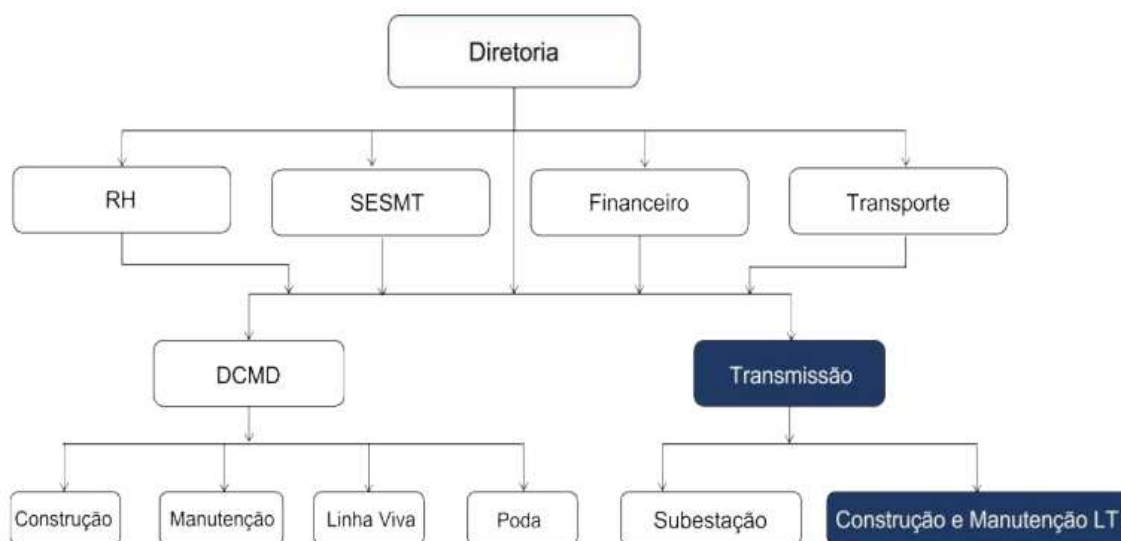 Diretoria
RH
SESMT
Financeiro
Transporte
DCMD
Transmissão
Construção
Manutenção
Linha Viva
Poda
Subestação
Construção e Manutenção LT